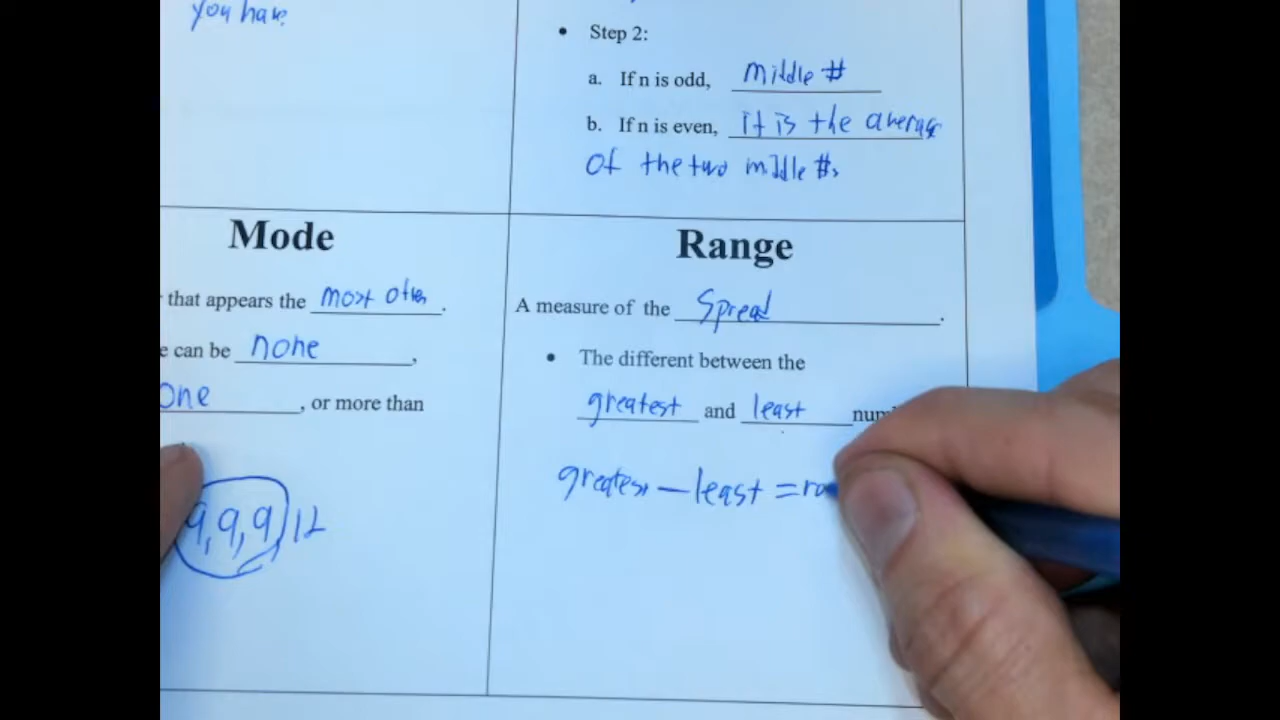 you have
• Step 2:
a. If n is odd, middle #
b. If n is even, it is the average
of the two middle #s
Mode
that appears the most often.
e can be none,
one, or more than
9, 9, 9, 12
Range
A measure of the Spread.
• The different between the
greatest and least num
greatest – least = ra